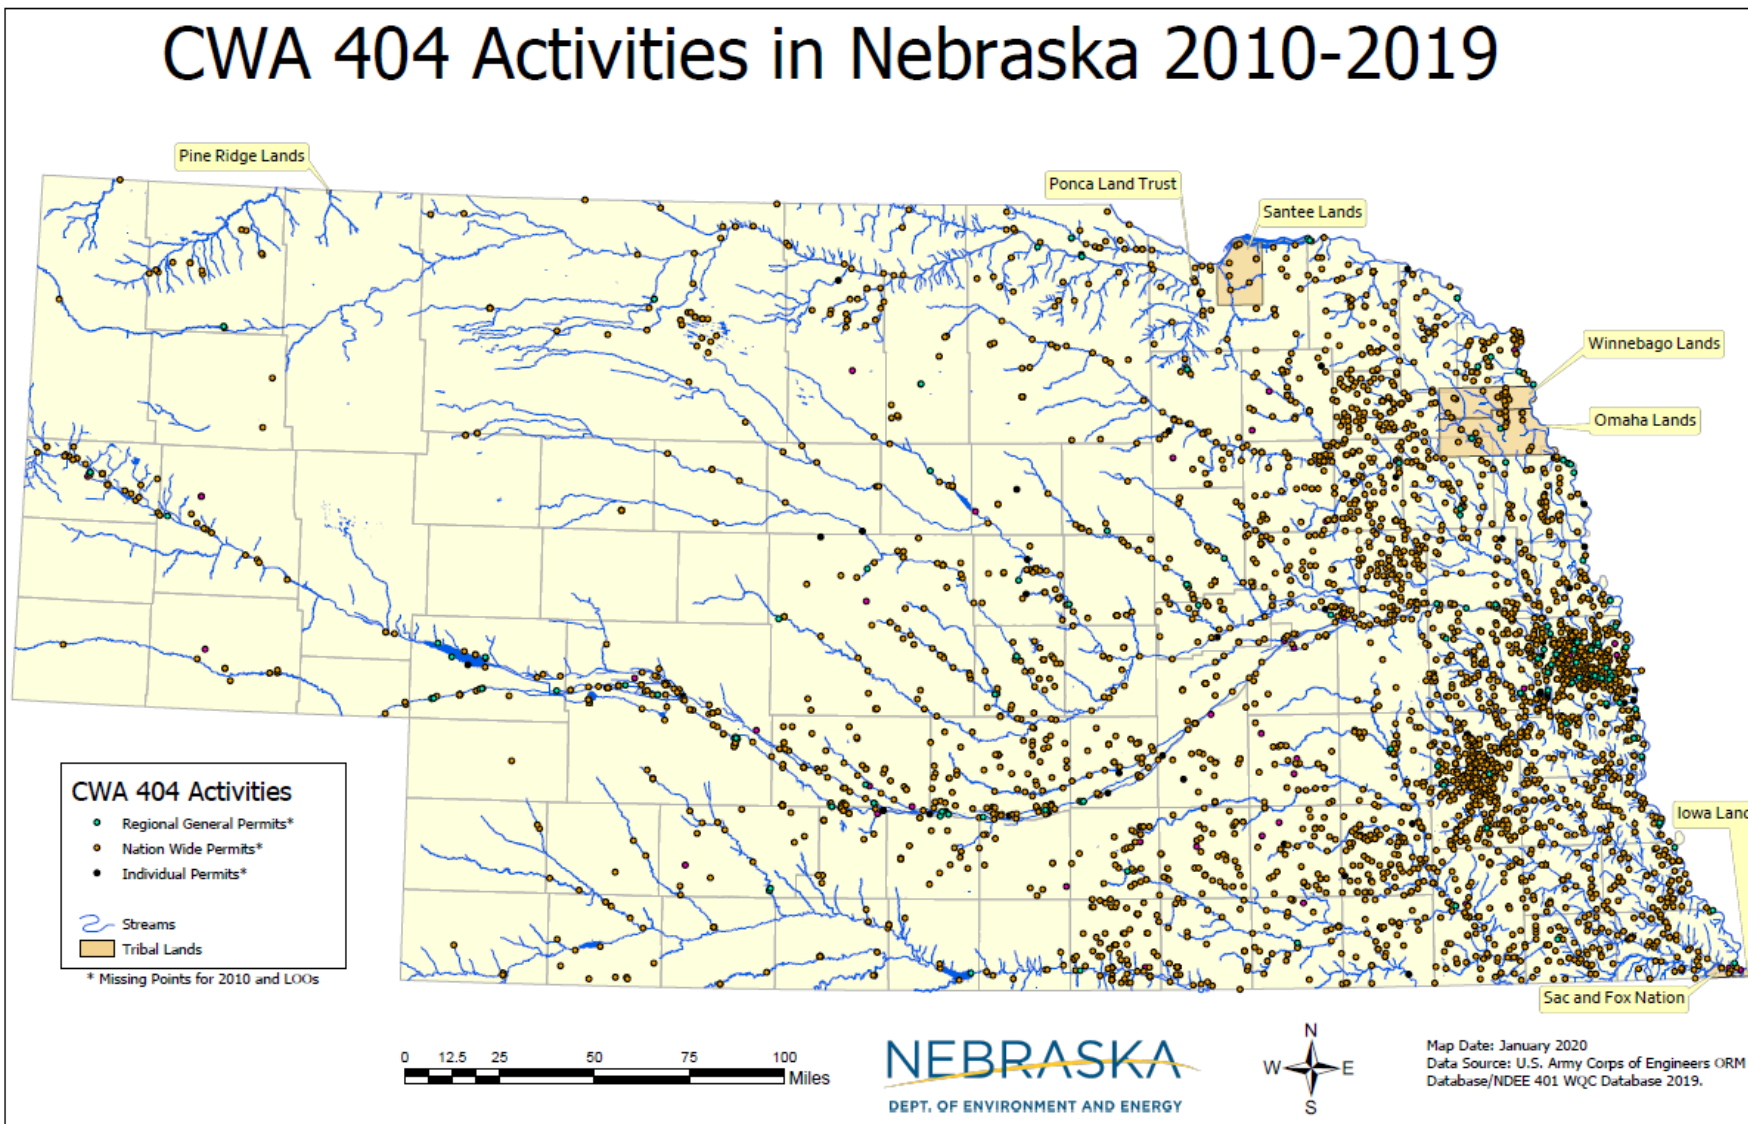 CWA 404 Activities in Nebraska 2010-2019
Pine Ridge Lands
Ponca Land Trust
Santee Lands
Winnebago Lands
Omaha Lands
Iowa Land
Sac and Fox Nation
CWA 404 Activities
Regional General Permits*
Nation Wide Permits*
Individual Permits*
Streams
Tribal Lands
* Missing Points for 2010 and LOOs
0 12.5 25 50 75 100
Miles
NEBRASKA
DEPT. OF ENVIRONMENT AND ENERGY
N
W E
S
Map Date: January 2020
Data Source: U.S. Army Corps of Engineers ORM
Database/NDEE 401 WQC Database 2019.